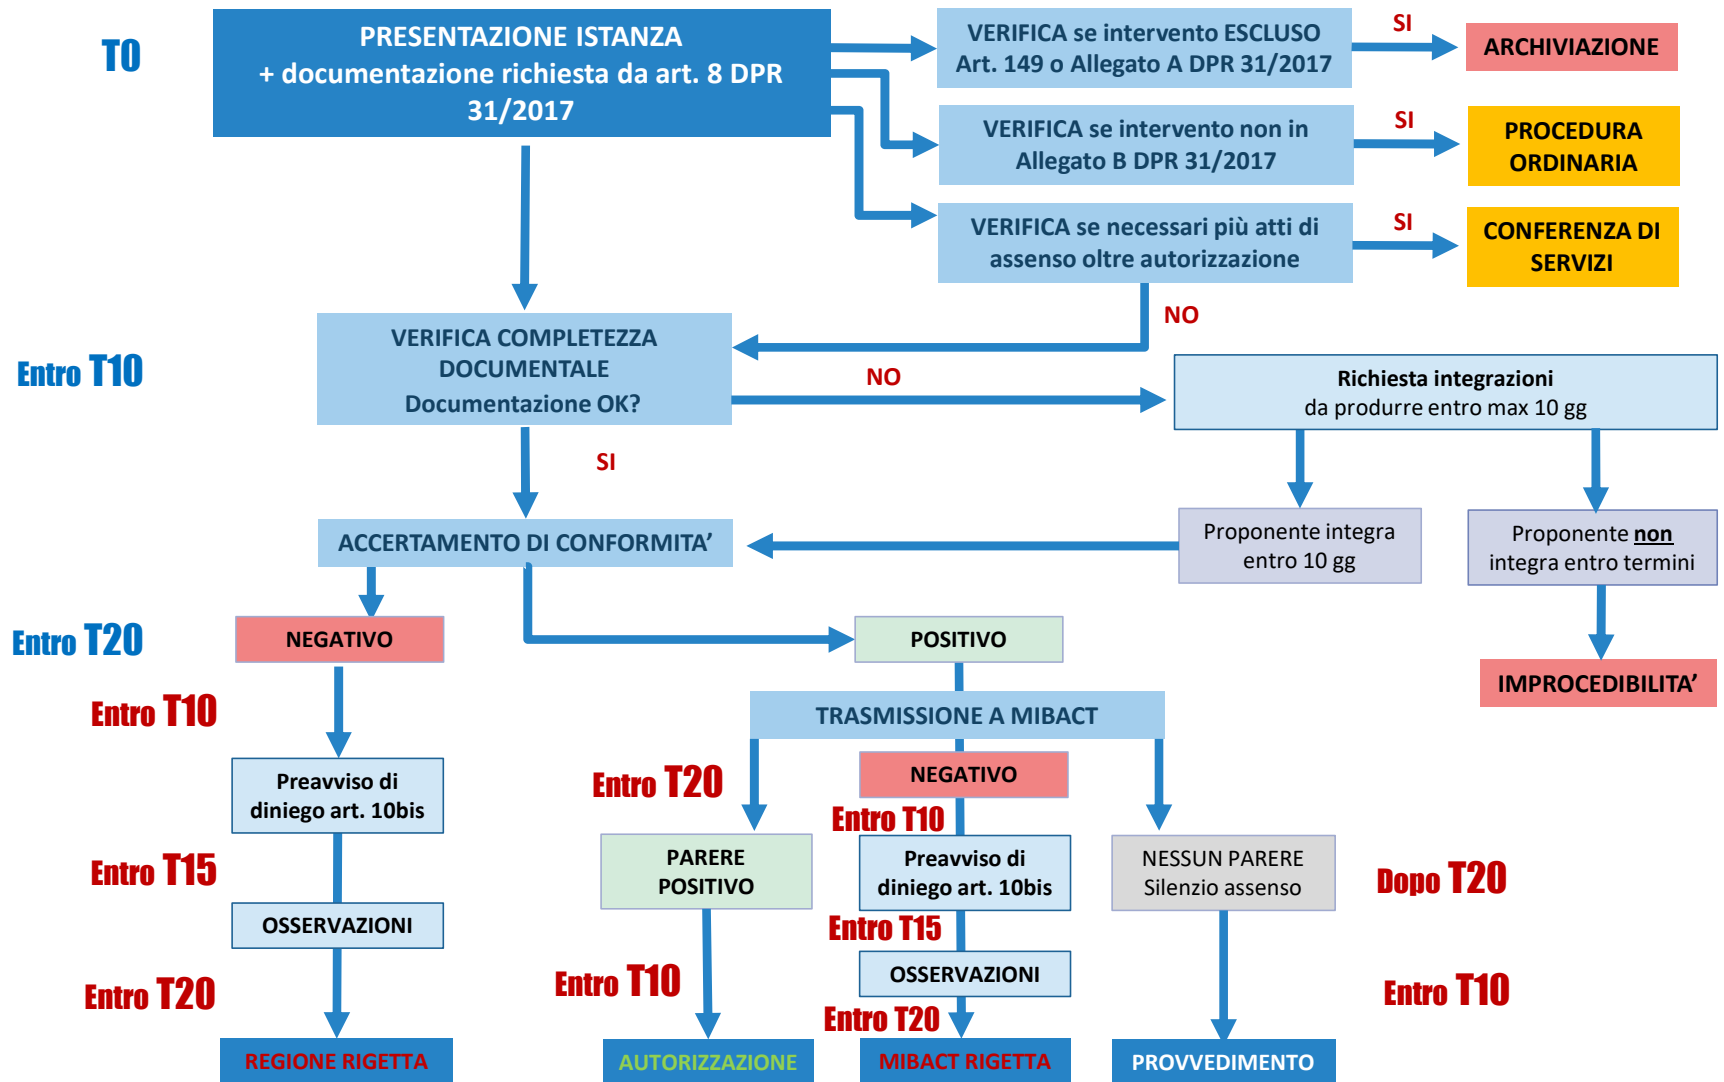 T0
PRESENTAZIONE ISTANZA
+ documentazione richiesta da art. 8 DPR
31/2017
VERIFICA se intervento ESCLUSO
Art. 149 o Allegato A DPR 31/2017
SI
ARCHIVIAZIONE
VERIFICA se intervento non in
Allegato B DPR 31/2017
SI
PROCEDURA
ORDINARIA
VERIFICA se necessari più atti di
assenso oltre autorizzazione
SI
CONFERENZA DI
SERVIZI
NO
Entro T10
VERIFICA COMPLETEZZA
DOCUMENTALE
Documentazione OK?
NO
Richiesta integrazioni
da produrre entro max 10 gg
SI
ACCERTAMENTO DI CONFORMITA’
Proponente integra
entro 10 gg
Proponente non
integra entro termini
Entro T20
NEGATIVO
POSITIVO
IMPROCEDIBILITA’
Entro T10
TRASMISSIONE A MIBACT
Preavviso di
diniego art. 10bis
Entro T20
NEGATIVO
Entro T10
Entro T15
PARERE
POSITIVO
Preavviso di
diniego art. 10bis
NESSUN PARERE
Silenzio assenso
Dopo T20
OSSERVAZIONI
Entro T15
Entro T20
Entro T10
OSSERVAZIONI
Entro T10
Entro T20
REGIONE RIGETTA
AUTORIZZAZIONE
MIBACT RIGETTA
PROVVEDIMENTO